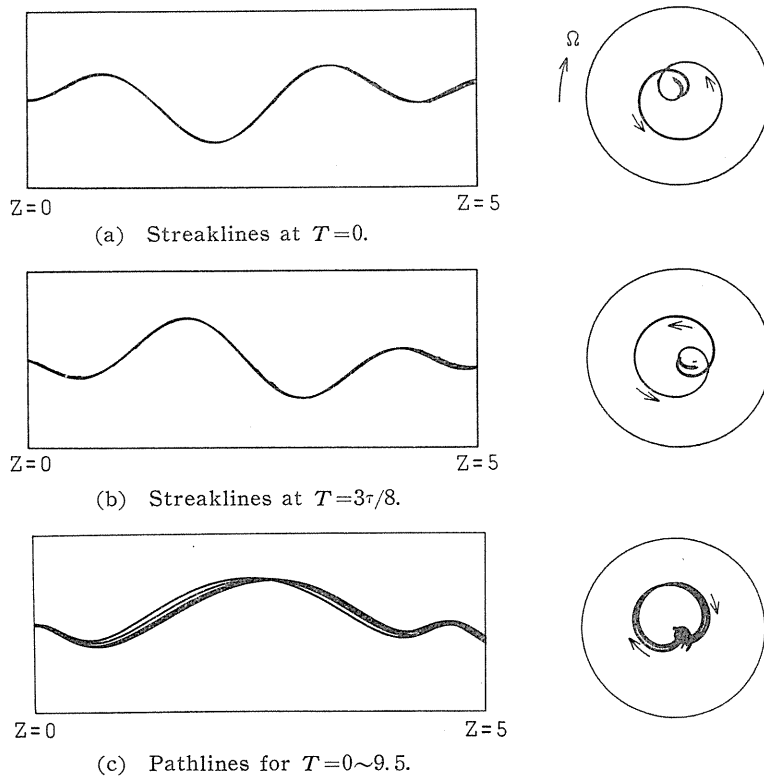 Ω
Z=0 Z=5
(a) Streaklines at T=0.
Z=0 Z=5
(b) Streaklines at T=3τ/8.
Z=0 Z=5
(c) Pathlines for T=0~9.5.